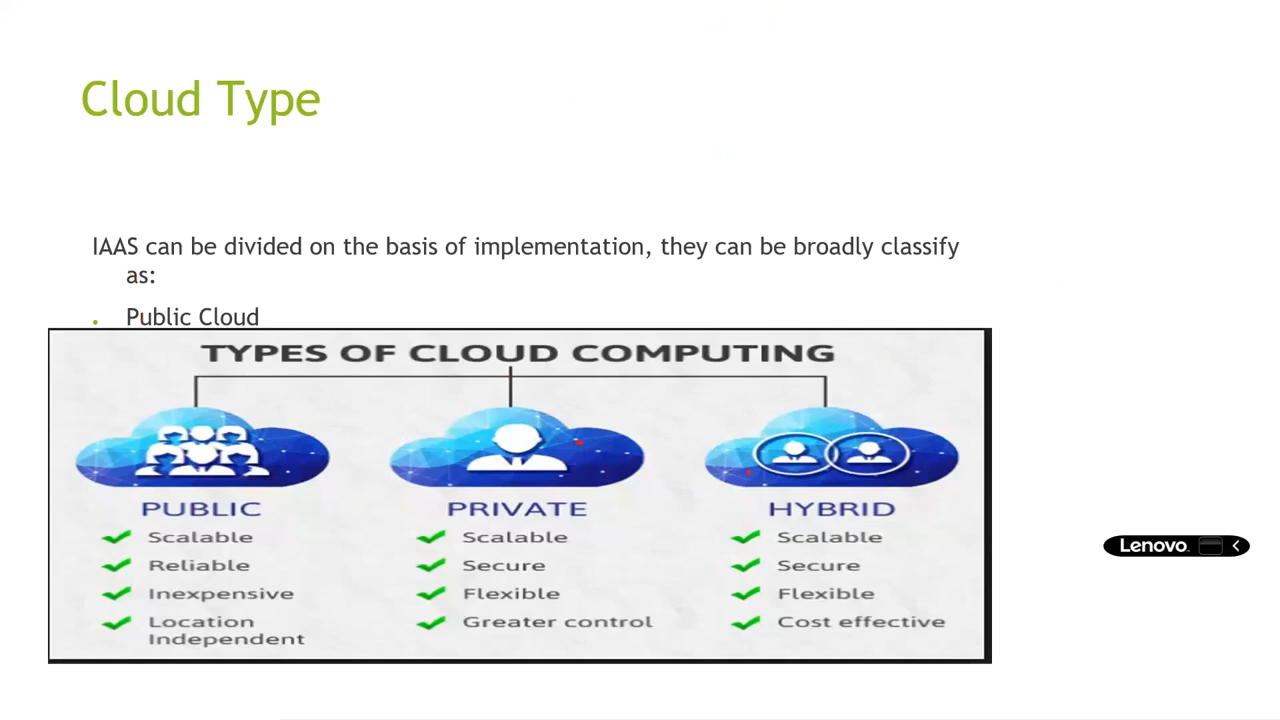 Cloud Type
IAAS can be divided on the basis of implementation, they can be broadly classify
as:
Public Cloud
TYPES OF CLOUD COMPUTING
PUBLIC
Scalable
Reliable
Inexpensive
Location
Independent
PRIVATE
Scalable
Secure
Flexible
Greater control
HYBRID
Scalable
Secure
Flexible
Cost effective
Lenovo